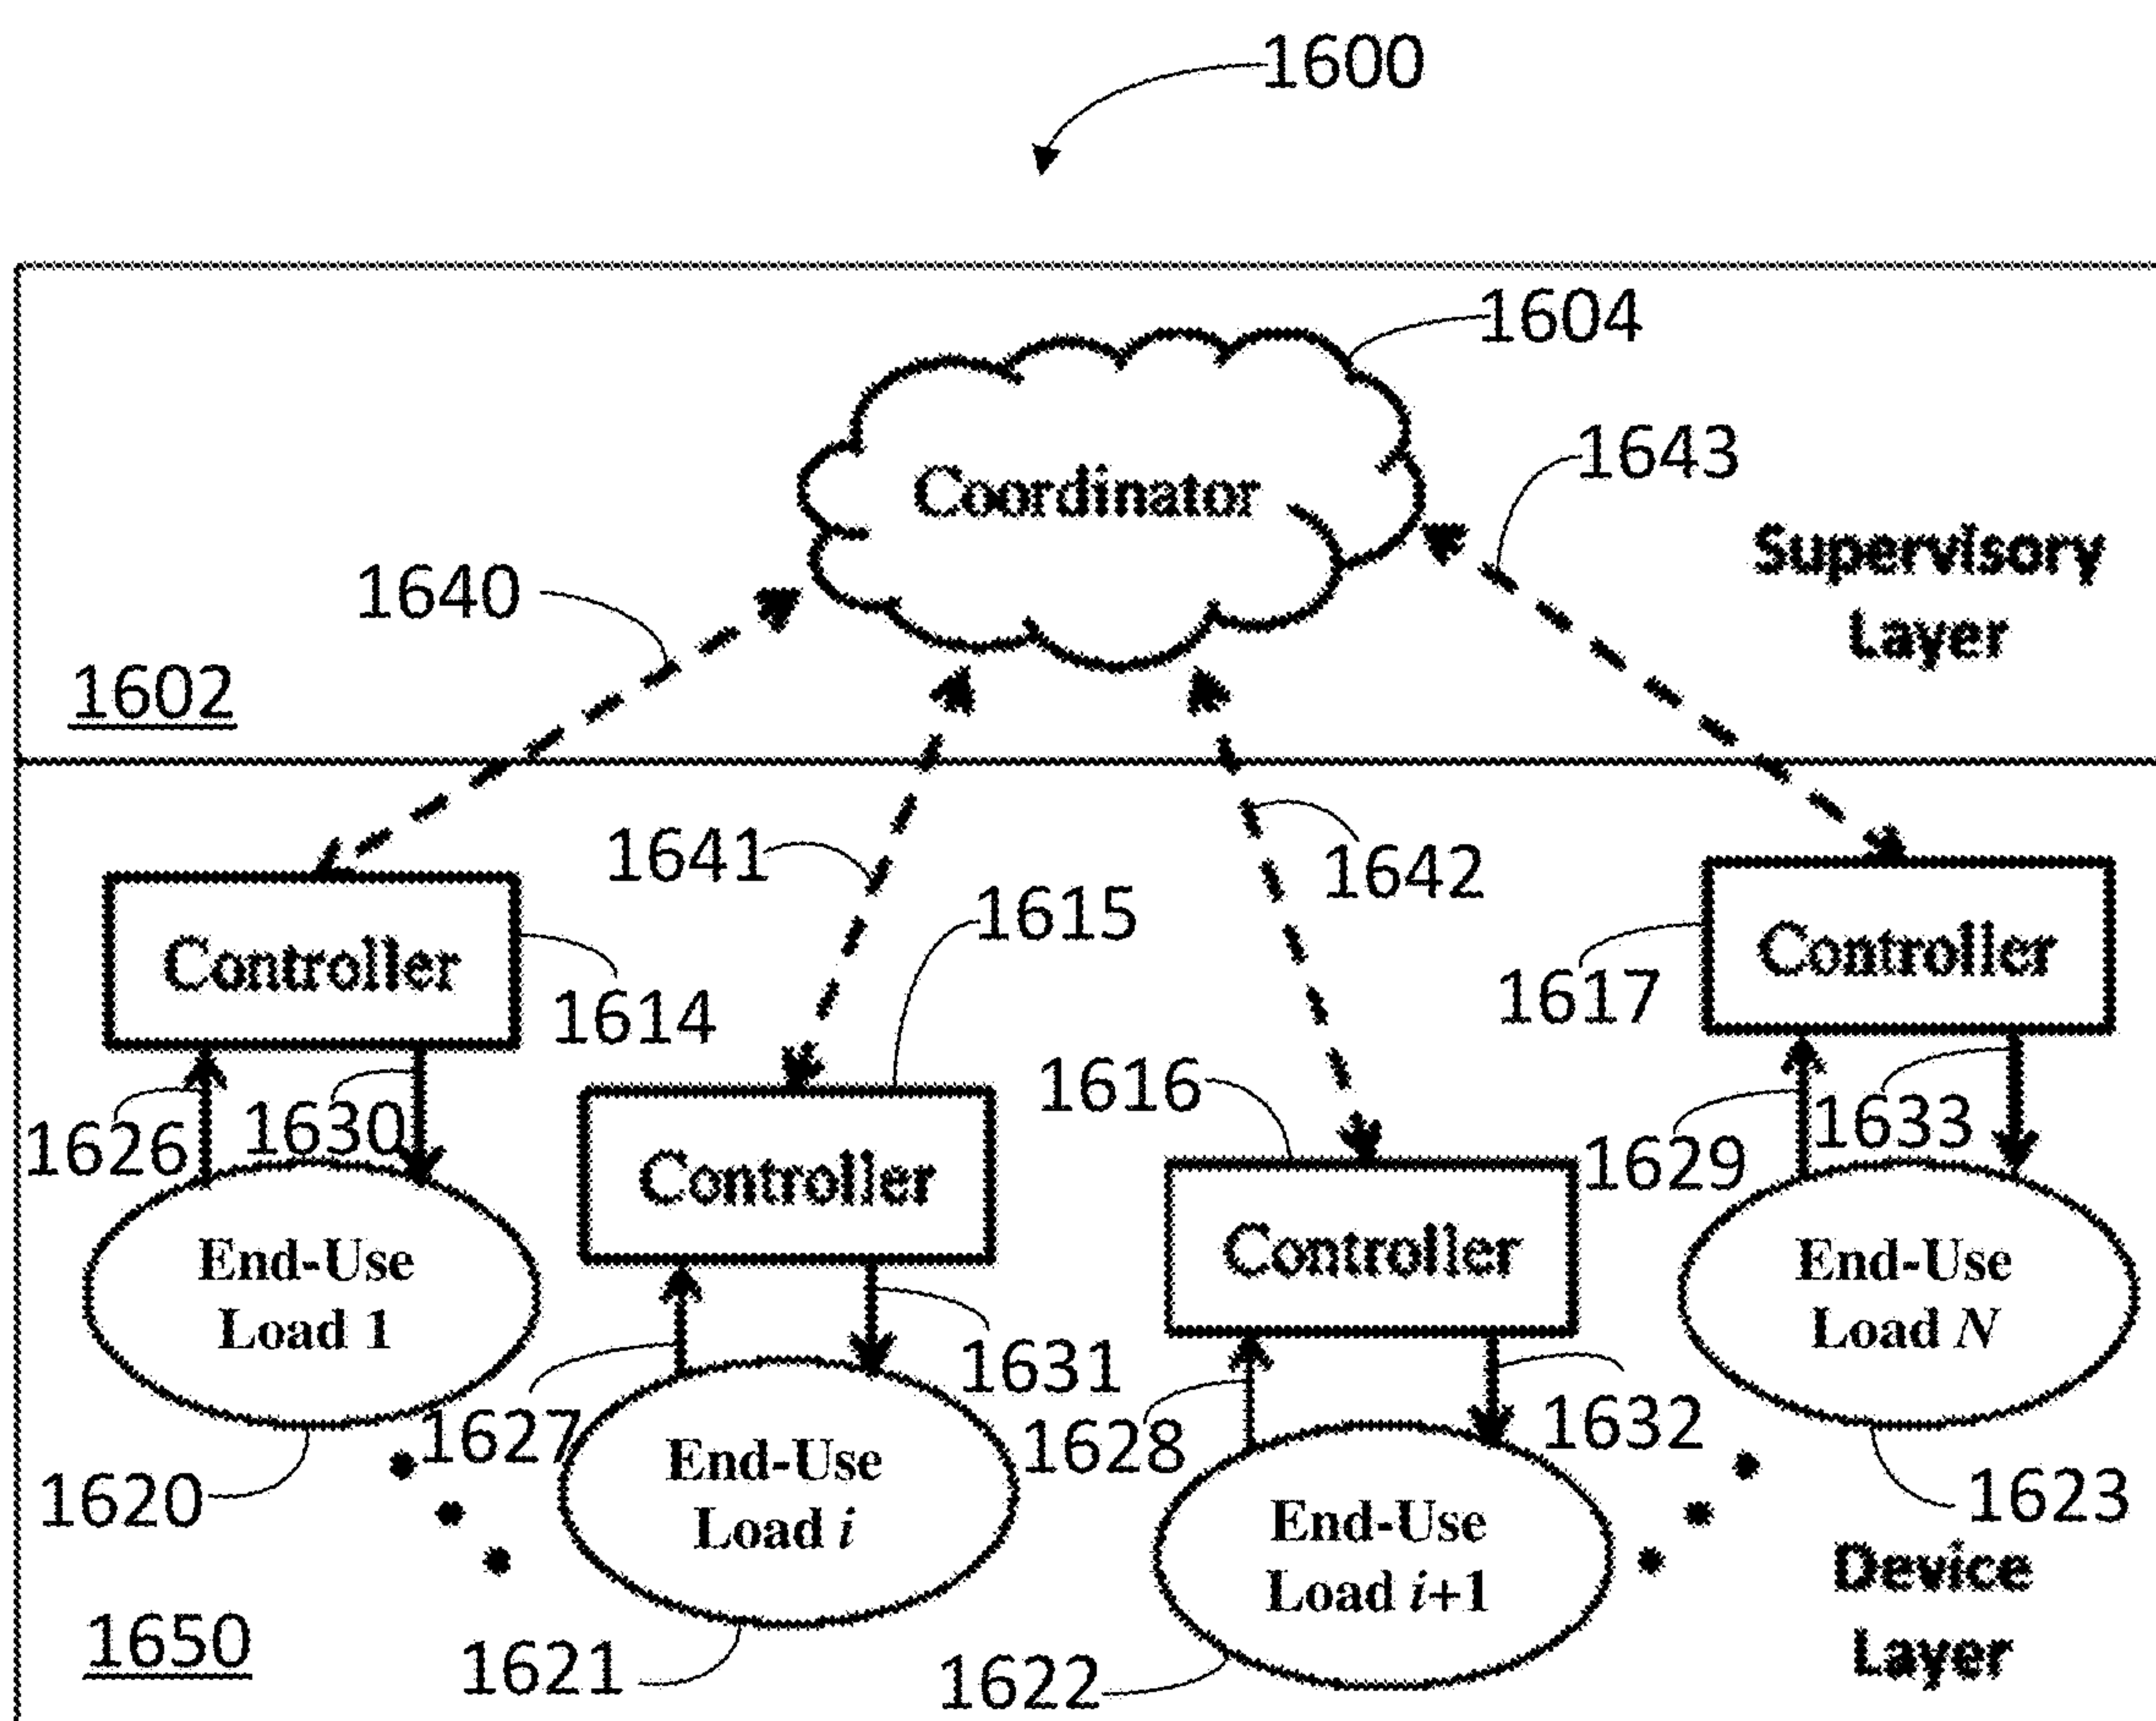 1600
1604
Coordinator
1643
Supervisory
Layer
1640
1602
1641
1642
1615
Controller
1614
Controller
1617
1616
1626
1630
Controller
1629
1633
Controller
End-Use
Load 1
End-Use
Load N
1627
1631
1628
1632
End-Use
Load i
End-Use
Load i+1
1620
1623
Device
Layer
1650
1621
1622